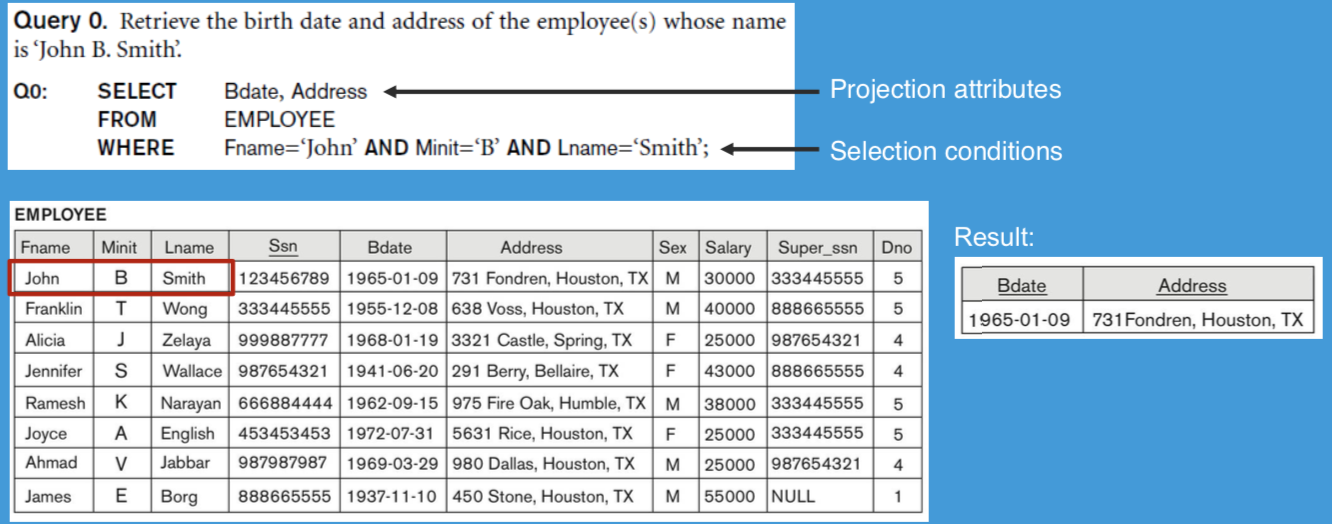 Query 0. Retrieve the birth date and address of the employee(s) whose name
is ‘John B. Smith’.
Q0: SELECT Bdate, Address
FROM EMPLOYEE
WHERE Fname=‘John’ AND Minit=‘B’ AND Lname=‘Smith’;
Projection attributes
Selection conditions
EMPLOYEE
Fname Minit Lname Ssn Bdate Address Sex Salary Super_ssn Dno
John B Smith 123456789 1965-01-09 731 Fondren, Houston, TX M 30000 333445555 5
Franklin T Wong 333445555 1955-12-08 638 Voss, Houston, TX M 40000 888665555 5
Alicia J Zelaya 999887777 1968-01-19 3321 Castle, Spring, TX F 25000 987654321 4
Jennifer S Wallace 987654321 1941-06-20 291 Berry, Bellaire, TX F 43000 888665555 4
Ramesh K Narayan 666884444 1962-09-15 975 Fire Oak, Humble, TX M 38000 333445555 5
Joyce A English 453453453 1972-07-31 5631 Rice, Houston, TX F 25000 333445555 5
Ahmad V Jabbar 987987987 1969-03-29 980 Dallas, Houston, TX M 25000 987654321 4
James E Borg 888665555 1937-11-10 450 Stone, Houston, TX M 55000 NULL 1
Result:
Bdate Address
1965-01-09 731Fondren, Houston, TX